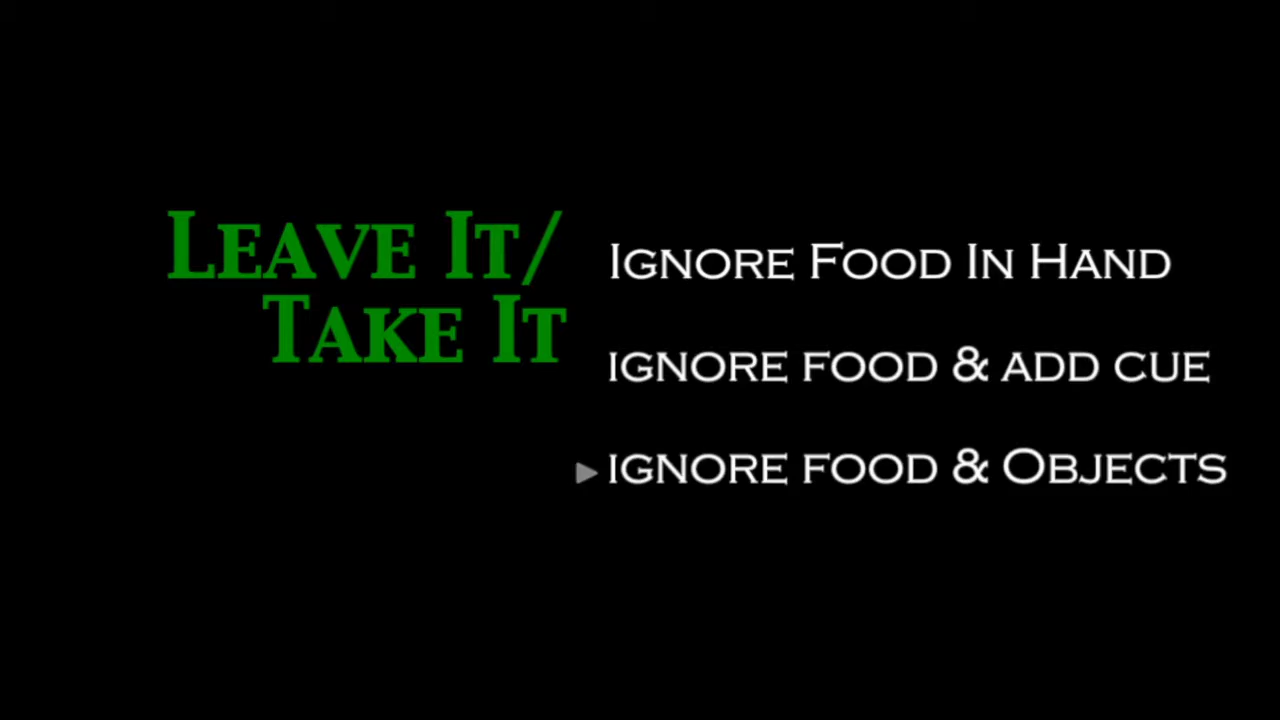 Leave It/
Take It
Ignore Food In Hand
ignore food & add cue
ignore food & Objects